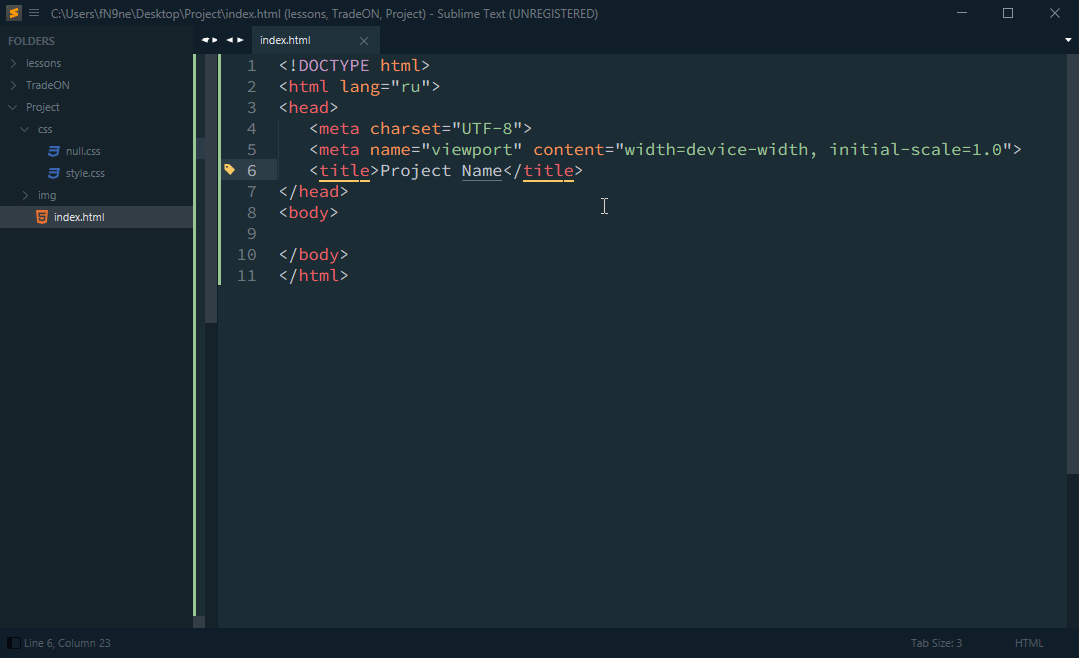 C:\Users\fN9ne\Desktop\Project\index.html (lessons, TradeON, Project) - Sublime Text (UNREGISTERED)
FOLDERS
lessons
TradeON
Project
css
null.css
style.css
img
index.html
index.html
1 <!DOCTYPE html>
2 <html lang="ru">
3 <head>
4 <meta charset="UTF-8">
5 <meta name="viewport" content="width=device-width, initial-scale=1.0">
6 <title>Project Name</title>
7 </head>
8 <body>
9
10 </body>
11 </html>
Line 6, Column 23
Tab Size: 3
HTML